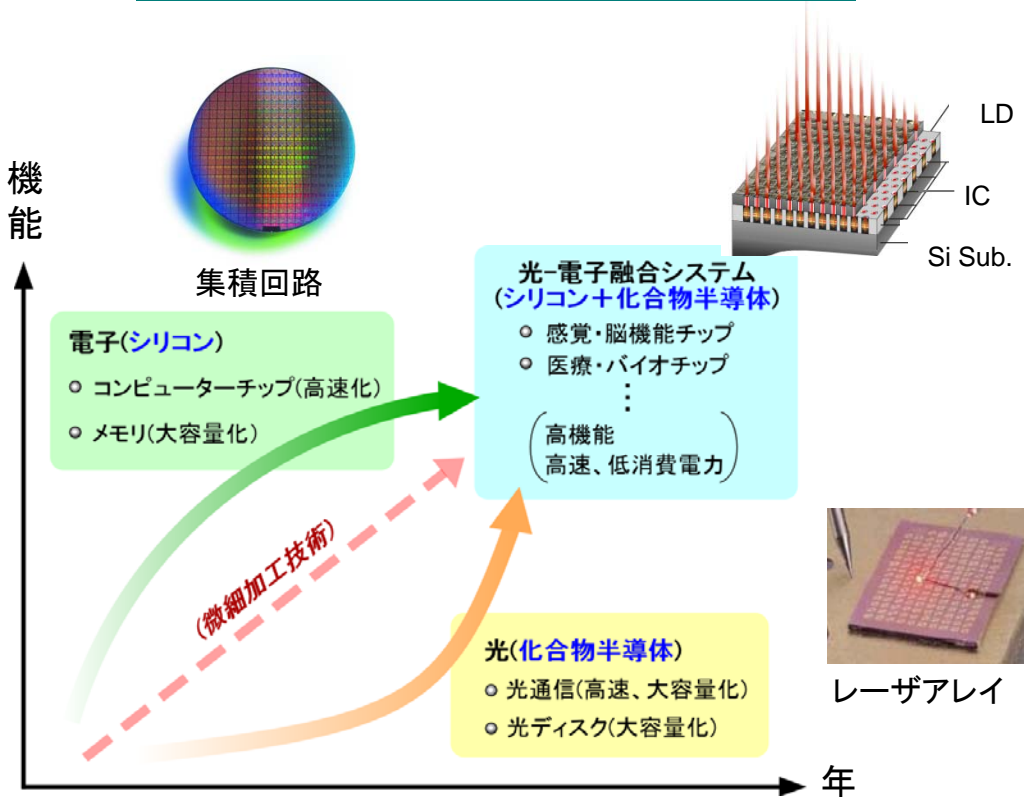 LD
IC
Si Sub.
機
能
集積回路
光-電子融合システム
(シリコン+化合物半導体)
感覚・脳機能チップ
医療・バイオチップ
⋮
高機能
高速、低消費電力
電子(シリコン)
コンピューターチップ(高速化)
メモリ(大容量化)
(微細加工技術)
光(化合物半導体)
光通信(高速、大容量化)
光ディスク(大容量化)
レーザアレイ
年